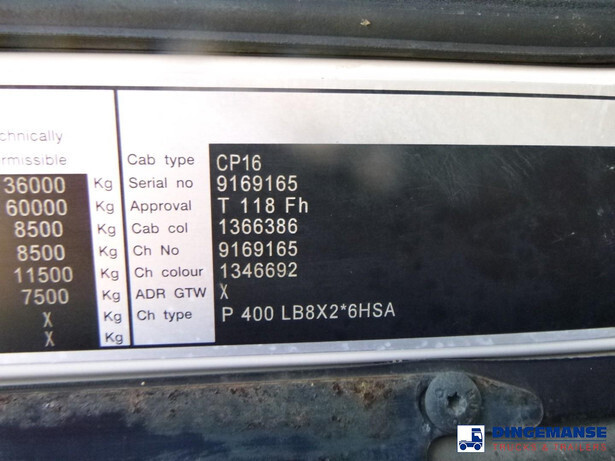 chnically
rmissible
36000 Kg
60000 Kg
8500 Kg
8500 Kg
11500 Kg
7500 Kg
X Kg
X Kg
Cab type CP16
Serial no 9169165
Approval T 118 Fh
Cab col 1366386
Ch No 9169165
Ch colour 1346692
ADR GTW X
Ch type P 400 LB8X2*6HSA
DINGEMANSE
TRUCKS & TRAILERS